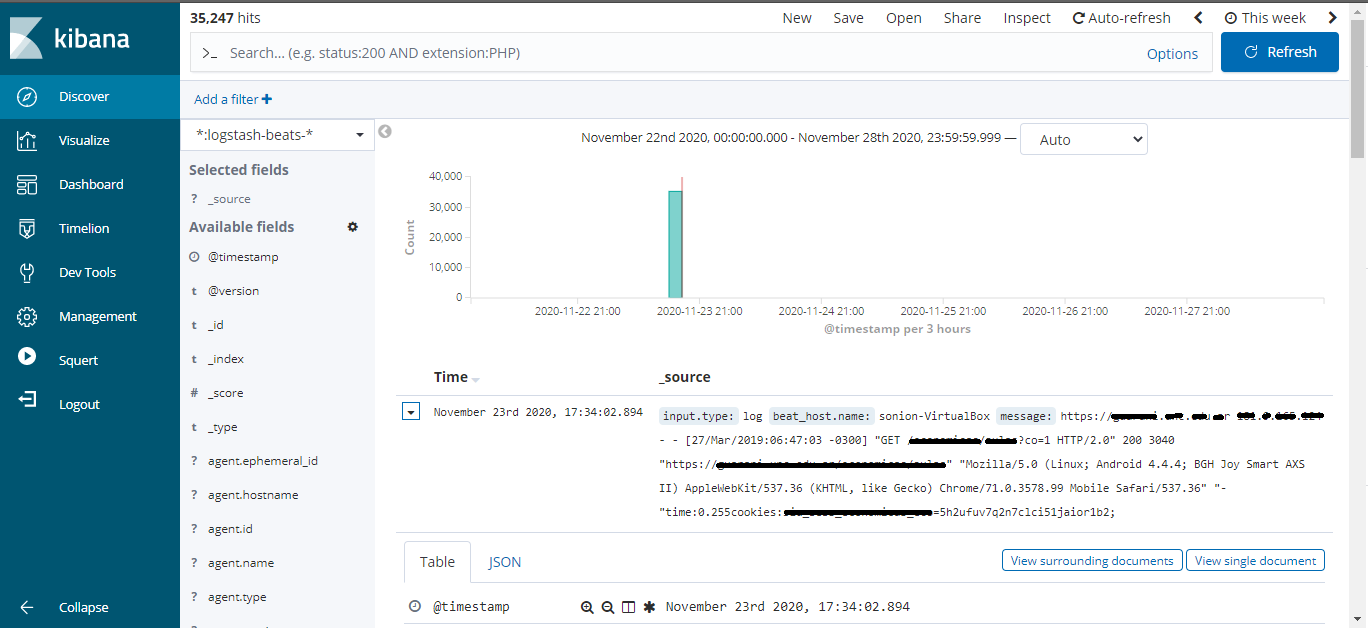 kibana
Discover
Visualize
Dashboard
Timelion
Dev Tools
Management
Squert
Logout
Collapse
35,247 hits
New Save Open Share Inspect Auto-refresh This week
>_ Search... (e.g. status:200 AND extension:PHP) Options Refresh
Add a filter +
*:logstash-beats-*
Selected fields
? _source
Available fields
@timestamp
t @version
t _id
t _index
# _score
t _type
? agent.ephemeral_id
? agent.hostname
? agent.id
? agent.name
? agent.type
November 22nd 2020, 00:00:00.000 - November 28th 2020, 23:59:59.999 — Auto
Count
40,000
30,000
20,000
10,000
0
2020-11-22 21:00 2020-11-23 21:00 2020-11-24 21:00 2020-11-25 21:00 2020-11-26 21:00 2020-11-27 21:00
@timestamp per 3 hours
Time _source
November 23rd 2020, 17:34:02.894 input.type: log beat_host.name: sonion-VirtualBox message: https://
- - [27/Mar/2019:06:47:03 -0300] "GET / ?co=1 HTTP/2.0" 200 3040
"https:// " "Mozilla/5.0 (Linux; Android 4.4.4; BGH Joy Smart AXS
II) AppleWebKit/537.36 (KHTML, like Gecko) Chrome/71.0.3578.99 Mobile Safari/537.36" "-
"time:0.255cookies: =5h2ufuv7q2n7clci51jaior1b2;
Table JSON View surrounding documents View single document
@timestamp November 23rd 2020, 17:34:02.894